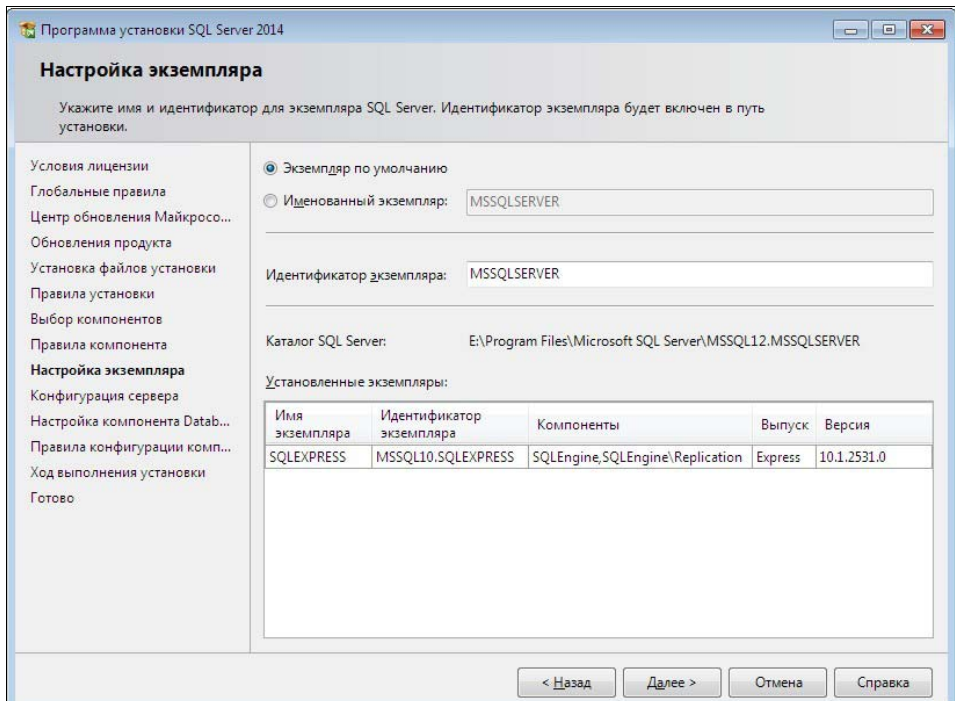 Программа установки SQL Server 2014
Настройка экземпляра
Укажите имя и идентификатор для экземпляра SQL Server. Идентификатор экземпляра будет включен в путь
установки.
Условия лицензии
Глобальные правила
Центр обновления Майкросо...
Обновления продукта
Установка файлов установки
Правила установки
Выбор компонентов
Правила компонента
Настройка экземпляра
Конфигурация сервера
Настройка компонента Datab...
Правила конфигурации комп...
Ход выполнения установки
Готово
Экземпляр по умолчанию
Именованный экземпляр: MSSQLSERVER
Идентификатор экземпляра: MSSQLSERVER
Каталог SQL Server: E:\Program Files\Microsoft SQL Server\MSSQL12.MSSQLSERVER
Установленные экземпляры:
Имя экземпляра Идентификатор экземпляра Компоненты Выпуск Версия
SQLEXPRESS MSSQL10.SQLEXPRESS SQLEngine,SQLEngine\Replication Express 10.1.2531.0
< Назад Далее > Отмена Справка